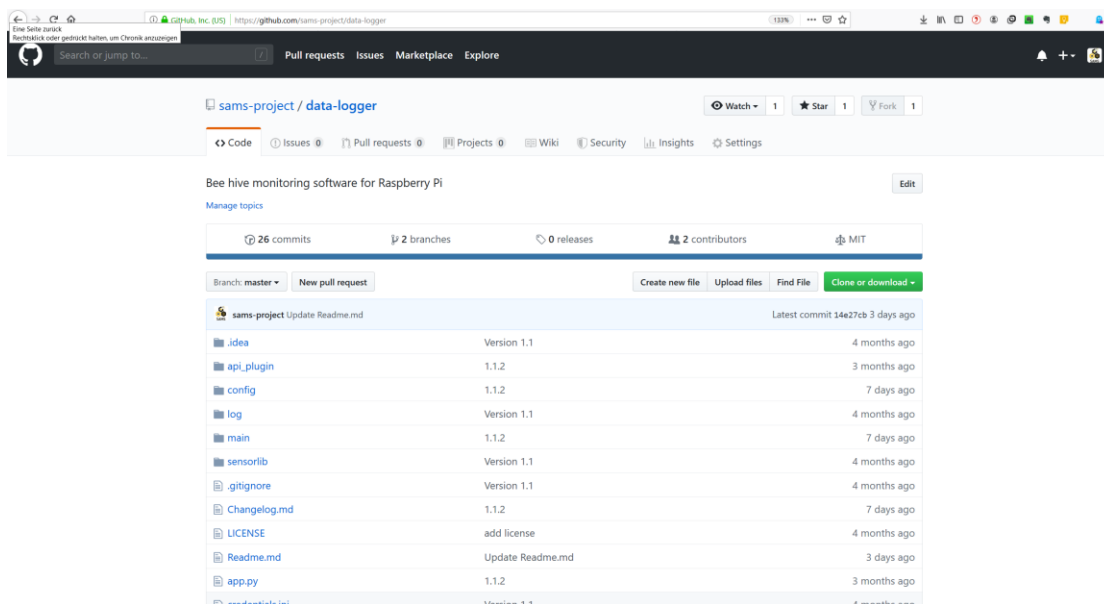 GitHub, Inc. (US) https://github.com/sams-project/data-logger 133%
Eine Seite zurück
Rechtsklick oder gedrückt halten, um Chronik anzuzeigen
Search or jump to... / Pull requests Issues Marketplace Explore
sams-project / data-logger Watch 1 Star 1 Fork 1
Code Issues 0 Pull requests 0 Projects 0 Wiki Security Insights Settings
Bee hive monitoring software for Raspberry Pi Edit
Manage topics
26 commits 2 branches 0 releases 2 contributors MIT
Branch: master New pull request Create new file Upload files Find File Clone or download
sams-project Update Readme.md Latest commit 14e27cb 3 days ago
.idea Version 1.1 4 months ago
api_plugin 1.1.2 3 months ago
config 1.1.2 7 days ago
log Version 1.1 4 months ago
main 1.1.2 7 days ago
sensorlib Version 1.1 4 months ago
.gitignore Version 1.1 4 months ago
Changelog.md 1.1.2 7 days ago
LICENSE add license 4 months ago
Readme.md Update Readme.md 3 days ago
app.py 1.1.2 3 months ago
credentials.ini Version 1.1 4 months ago